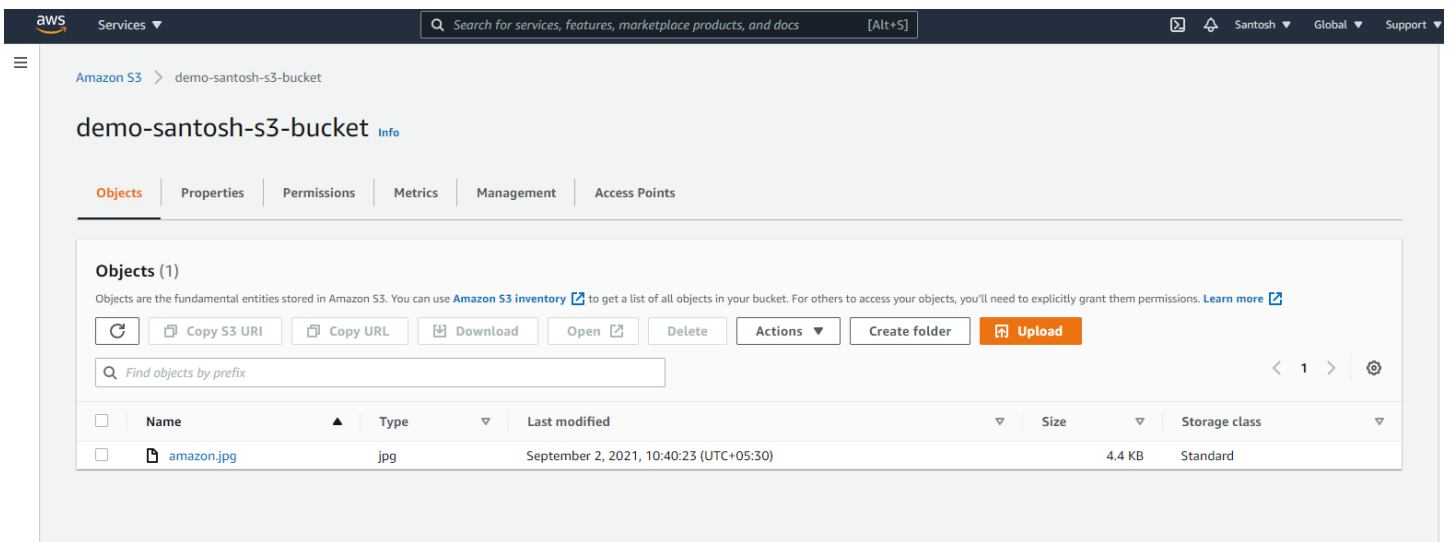 aws Services ▼ Search for services, features, marketplace products, and docs [Alt+S] Santosh ▼ Global ▼ Support ▼
Amazon S3 > demo-santosh-s3-bucket
demo-santosh-s3-bucket Info
Objects Properties Permissions Metrics Management Access Points
Objects (1)
Objects are the fundamental entities stored in Amazon S3. You can use Amazon S3 inventory to get a list of all objects in your bucket. For others to access your objects, you'll need to explicitly grant them permissions. Learn more
Copy S3 URI Copy URL Download Open Delete Actions ▼ Create folder Upload
Find objects by prefix < 1 >
Name ▲ Type ▽ Last modified ▽ Size ▽ Storage class ▽
amazon.jpg jpg September 2, 2021, 10:40:23 (UTC+05:30) 4.4 KB Standard